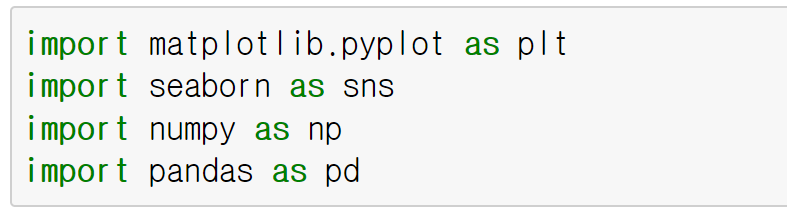 import matplotlib.pyplot as plt
import seaborn as sns
import numpy as np
import pandas as pd